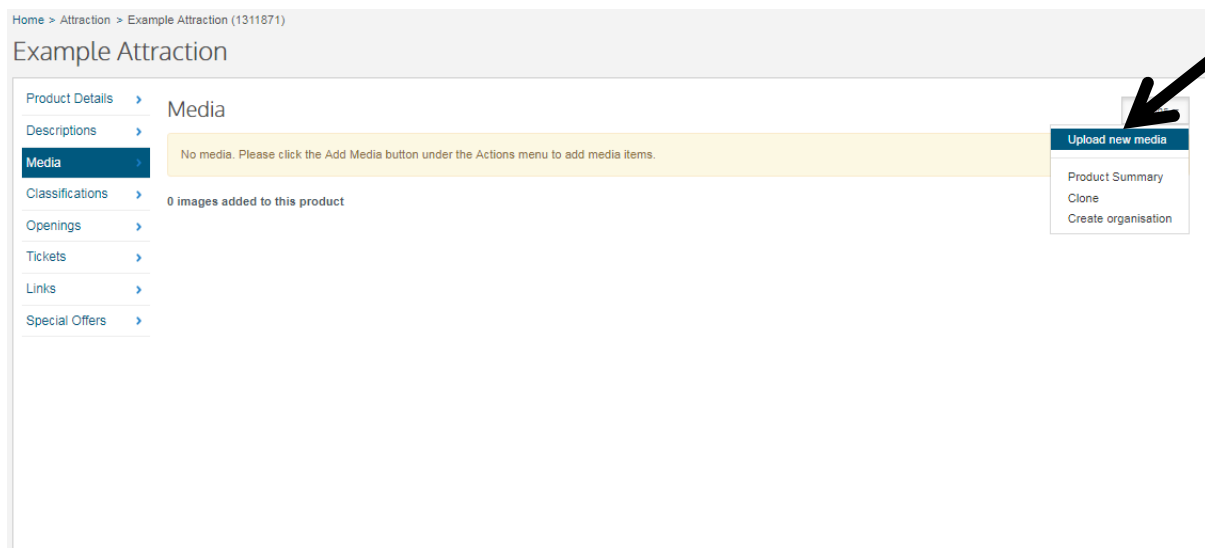 Home > Attraction > Example Attraction (1311871)
Example Attraction
Product Details
Descriptions
Media
Classifications
Openings
Tickets
Links
Special Offers
Media
No media. Please click the Add Media button under the Actions menu to add media items.
0 images added to this product
Upload new media
Product Summary
Clone
Create organisation